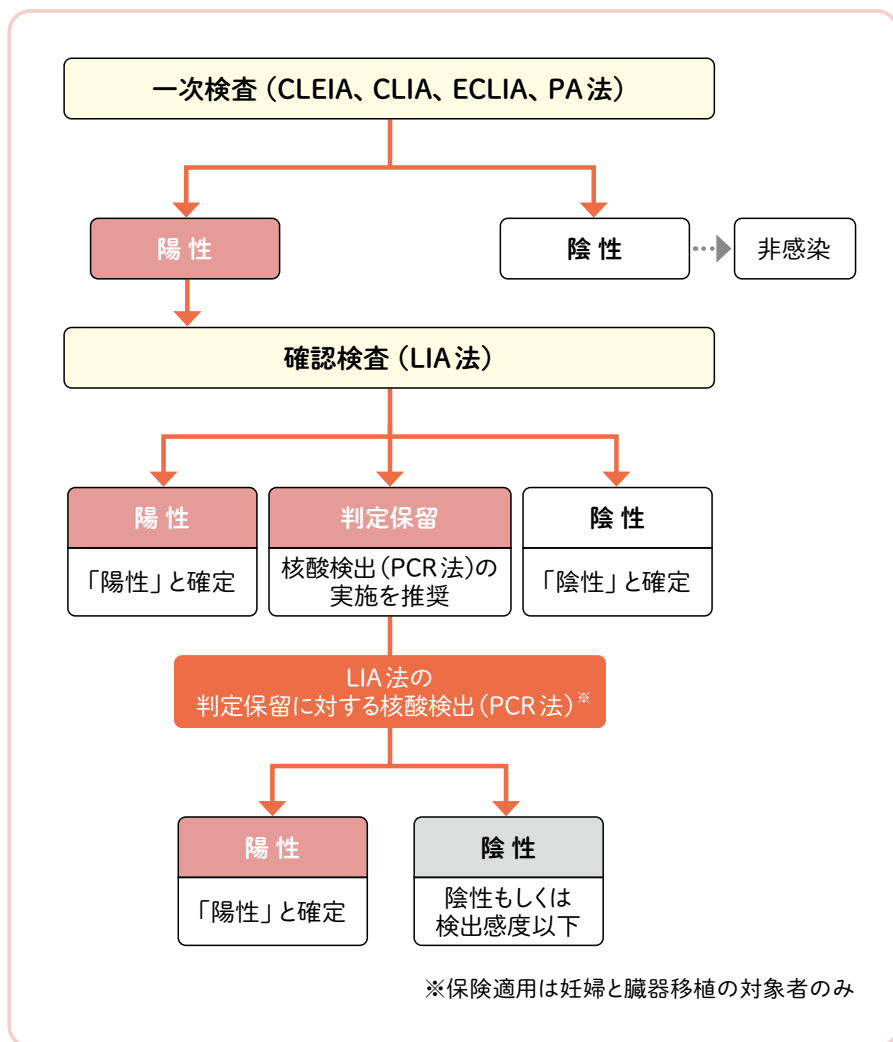 一次検査（CLEIA、CLIA、ECLIA、PA法）
陽性
陰性
非感染
確認検査（LIA法）
陽性
判定保留
陰性
「陽性」と確定
核酸検出（PCR法）の
実施を推奨
「陰性」と確定
LIA法の
判定保留に対する核酸検出（PCR法）※
陽性
陰性
「陽性」と確定
陰性もしくは
検出感度以下
※保険適用は妊婦と臓器移植の対象者のみ